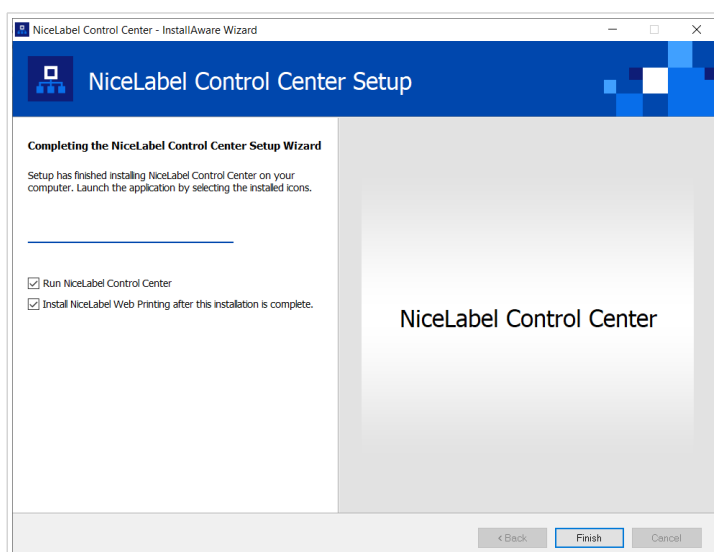 NiceLabel Control Center - InstallAware Wizard
NiceLabel Control Center Setup
Completing the NiceLabel Control Center Setup Wizard
Setup has finished installing NiceLabel Control Center on your
computer. Launch the application by selecting the installed icons.
Run NiceLabel Control Center
Install NiceLabel Web Printing after this installation is complete.
NiceLabel Control Center
< Back
Finish
Cancel